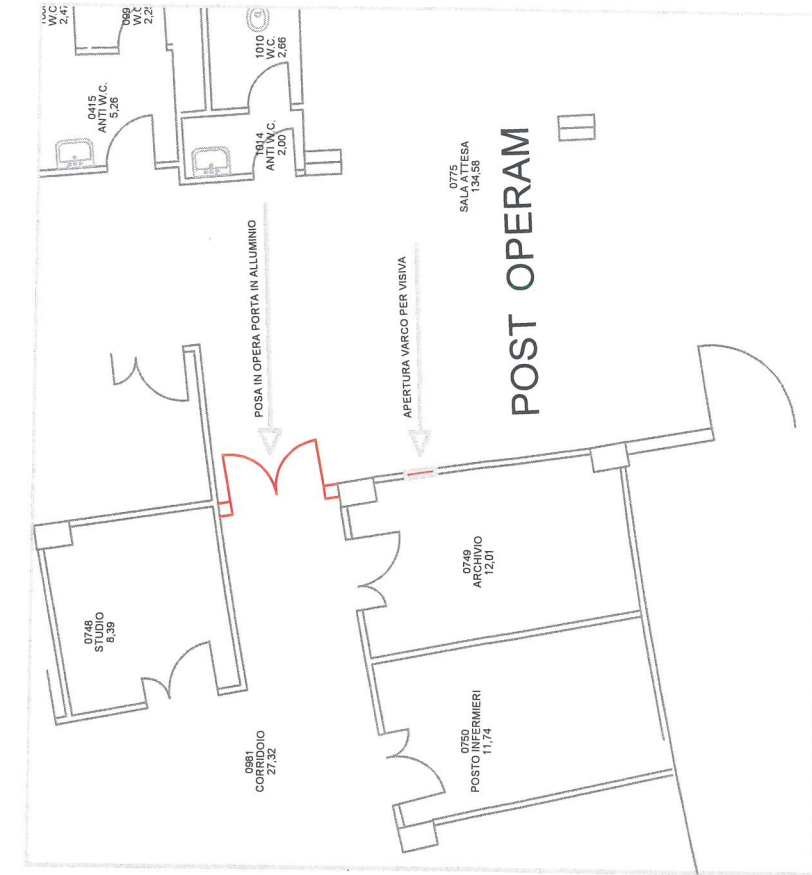 W.C.
W.C.
0415
ANTI W.C.
5,26
1010
W.C.
2,66
1014
ANTI W.C.
2,00
0775
SALA ATTESA
134,58
POSA IN OPERA PORTA IN ALLUMINIO
APERTURA VARCO PER VISIVA
POST OPERAM
0748
STUDIO
8,39
0749
ARCHIVIO
12,01
0981
CORRIDOIO
27,32
0750
POSTO INFERMIERI
11,74